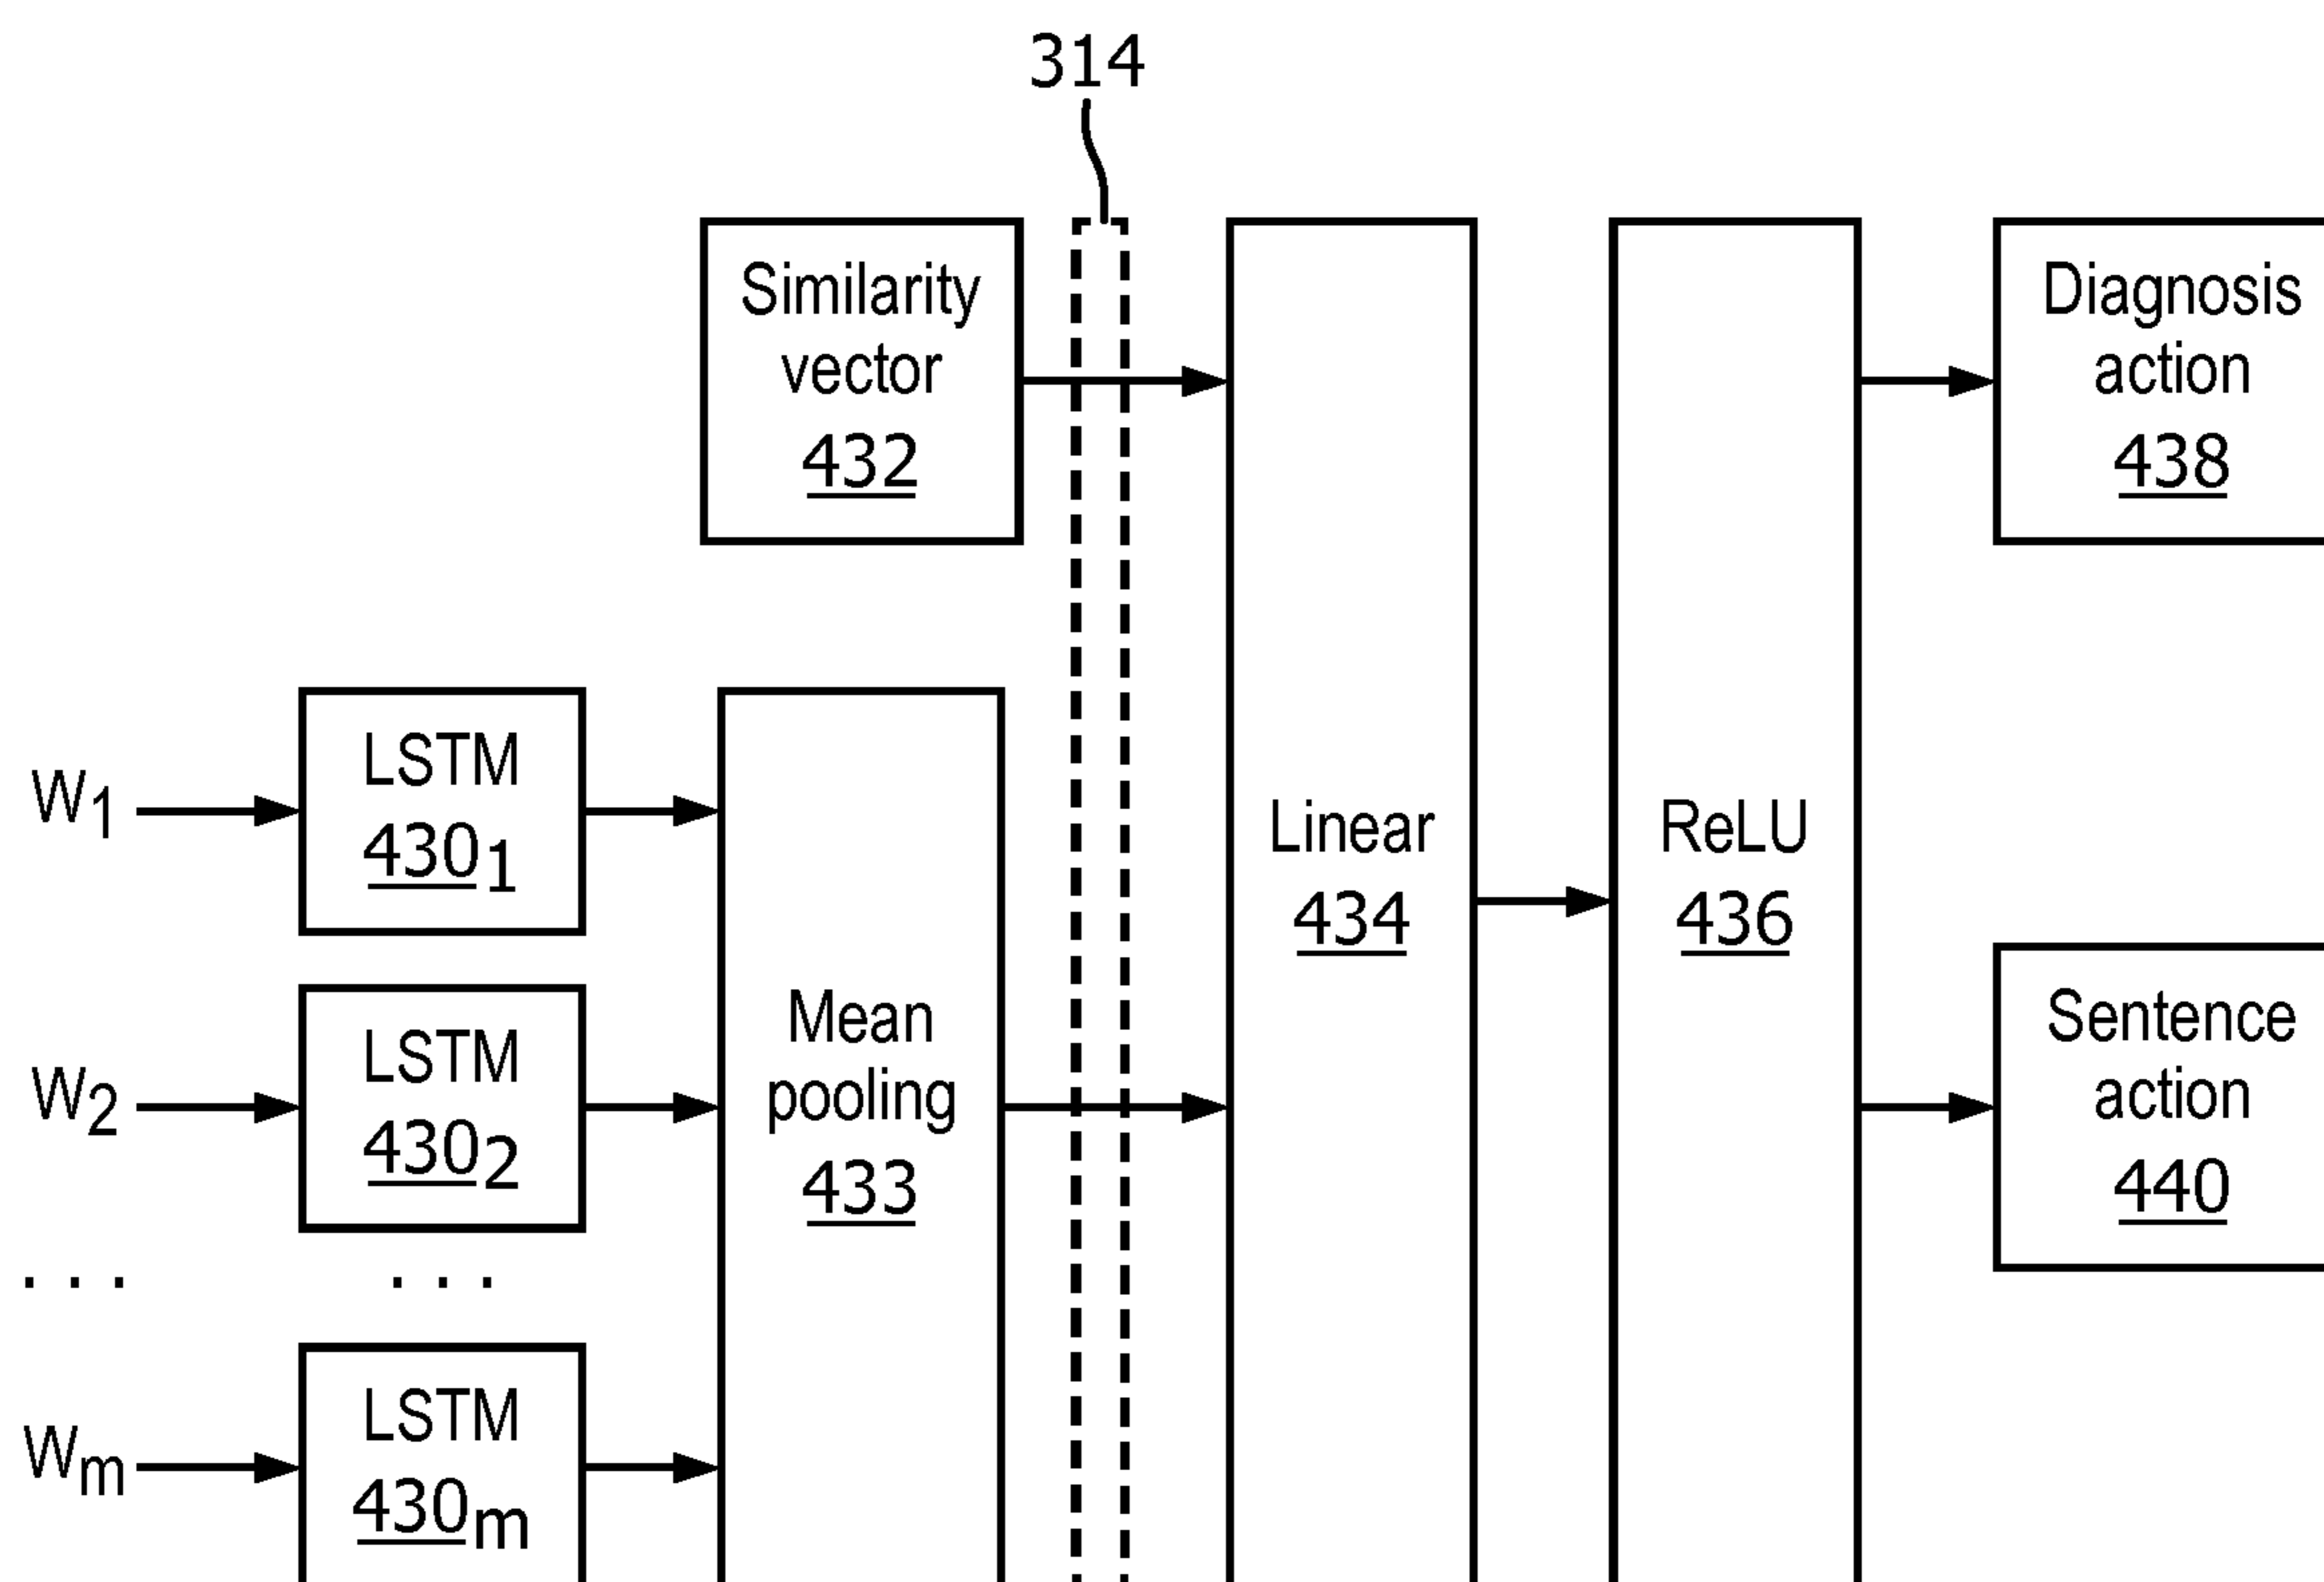 314
Similarity
vector
432
Diagnosis
action
438
W1
LSTM
4301
Linear
434
ReLU
436
W2
LSTM
4302
Mean
pooling
433
Sentence
action
440
. . .
. . .
Wm
LSTM
430m